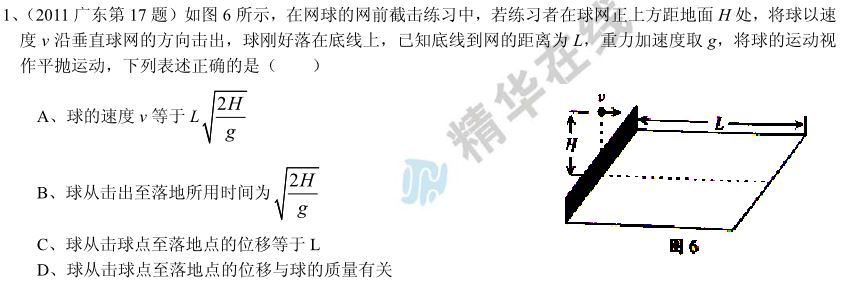 1、（2011 广东第 17 题）如图 6 所示，在网球的网前截击练习中，若练习者在球网正上方距地面 H 处，将球以速
度 v 沿垂直球网的方向击出，球刚好落在底线上，已知底线到网的距离为 L，重力加速度取 g，将球的运动视
作平抛运动，下列表述正确的是（　　）
A、球的速度 v 等于 L√(2H/g)
B、球从击出至落地所用时间为 √(2H/g)
C、球从击球点至落地点的位移等于 L
D、球从击球点至落地点的位移与球的质量有关
v
L
H
图 6
精华在线